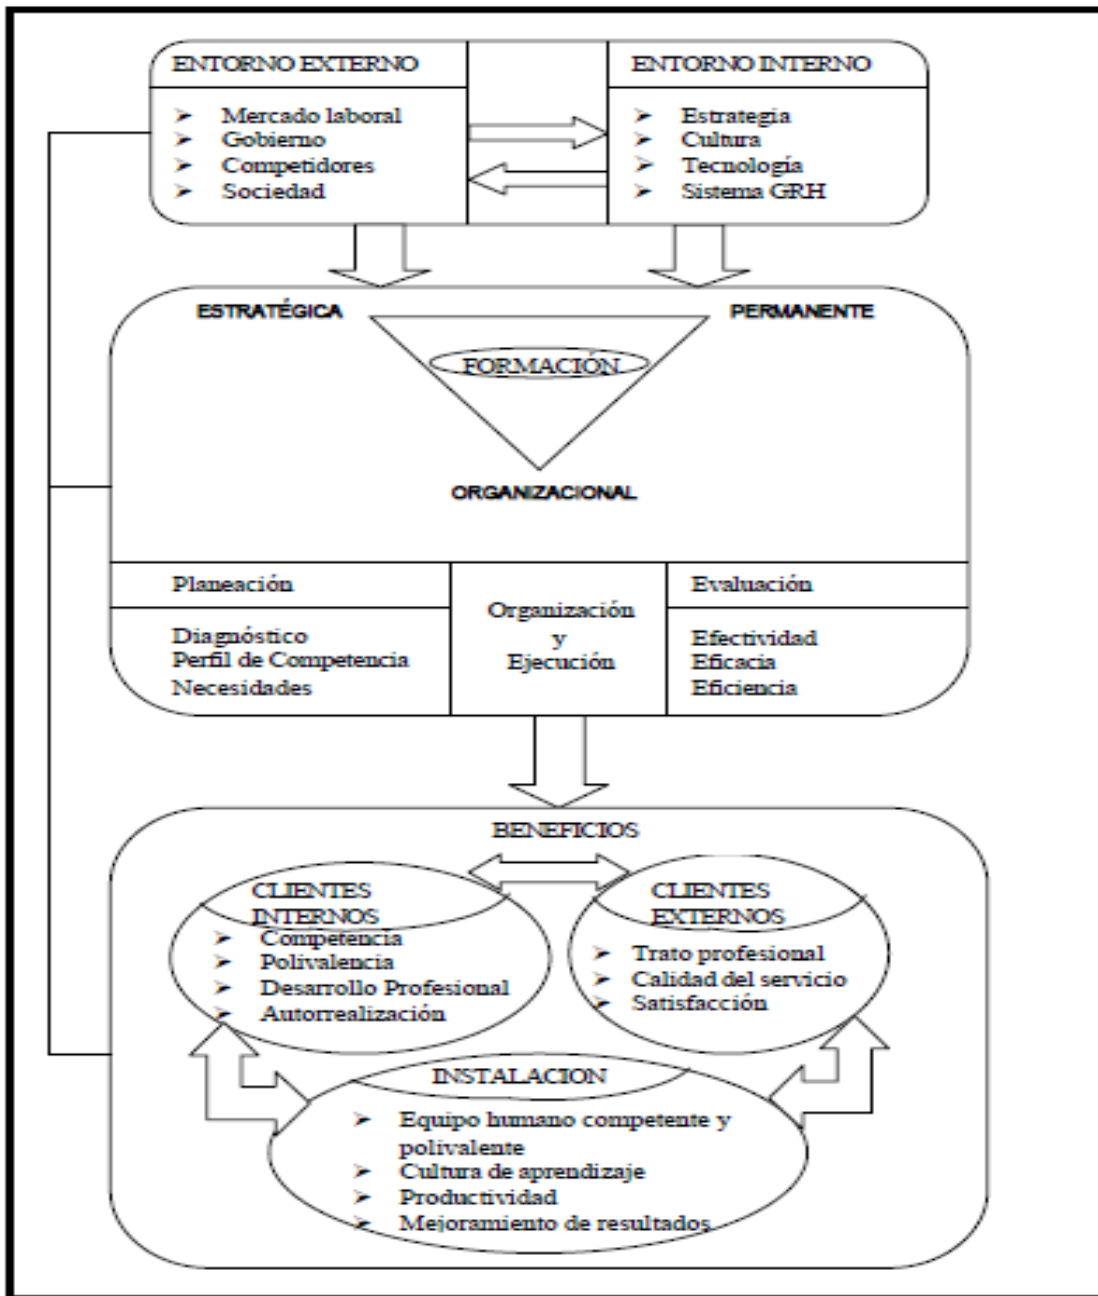 ENTORNO EXTERNO
➢ Mercado laboral
➢ Gobierno
➢ Competidores
➢ Sociedad
ENTORNO INTERNO
➢ Estrategia
➢ Cultura
➢ Tecnología
➢ Sistema GRH
ESTRATÉGICA
PERMANENTE
FORMACIÓN
ORGANIZACIONAL
Planeación
Diagnóstico
Perfil de Competencia
Necesidades
Organización
y
Ejecución
Evaluación
Efectividad
Eficacia
Eficiencia
BENEFICIOS
CLIENTES
INTERNOS
➢ Competencia
➢ Polivalencia
➢ Desarrollo Profesional
➢ Autorrealización
CLIENTES
EXTERNOS
➢ Trato profesional
➢ Calidad del servicio
➢ Satisfacción
INSTALACION
➢ Equipo humano competente y
polivalente
➢ Cultura de aprendizaje
➢ Productividad
➢ Mejoramiento de resultados